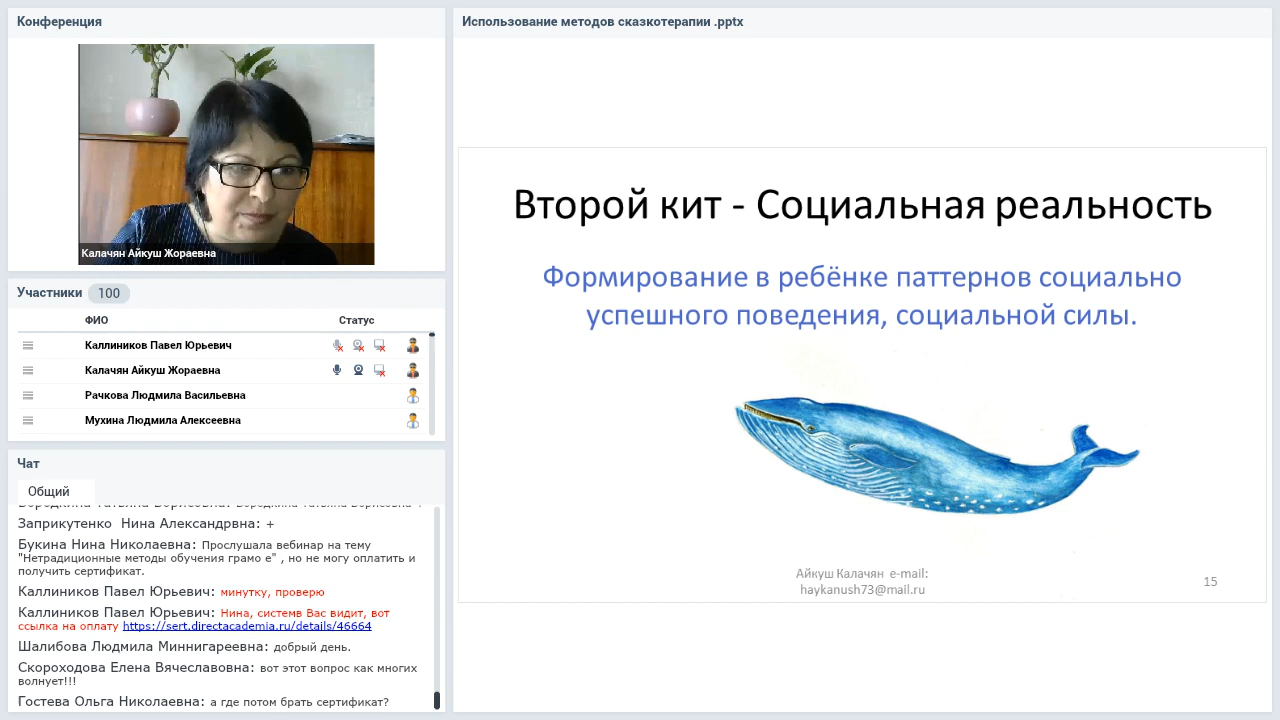 Конференция
Калачян Айкуш Жораевна
Участники 100
ФИО Статус
Каллиников Павел Юрьевич
Калачян Айкуш Жораевна
Рачкова Людмила Васильевна
Мухина Людмила Алексеевна
Чат
Общий
Заприкутенко Нина Александрвна: +
Букина Нина Николаевна: Прослушала вебинар на тему
"Нетрадиционные методы обучения грамо е" , но не могу оплатить и
получить сертификат.
Каллиников Павел Юрьевич: минутку, проверю
Каллиников Павел Юрьевич: Нина, системв Вас видит, вот
ссылка на оплату https://sert.directacademia.ru/details/46664
Шалибова Людмила Миннигареевна: добрый день.
Скороходова Елена Вячеславовна: вот этот вопрос как многих
волнует!!!
Гостева Ольга Николаевна: а где потом брать сертификат?
Использование методов сказкотерапии .pptx
Второй кит - Социальная реальность
Формирование в ребёнке паттернов социально
успешного поведения, социальной силы.
Айкуш Калачян e-mail:
haykanush73@mail.ru
15